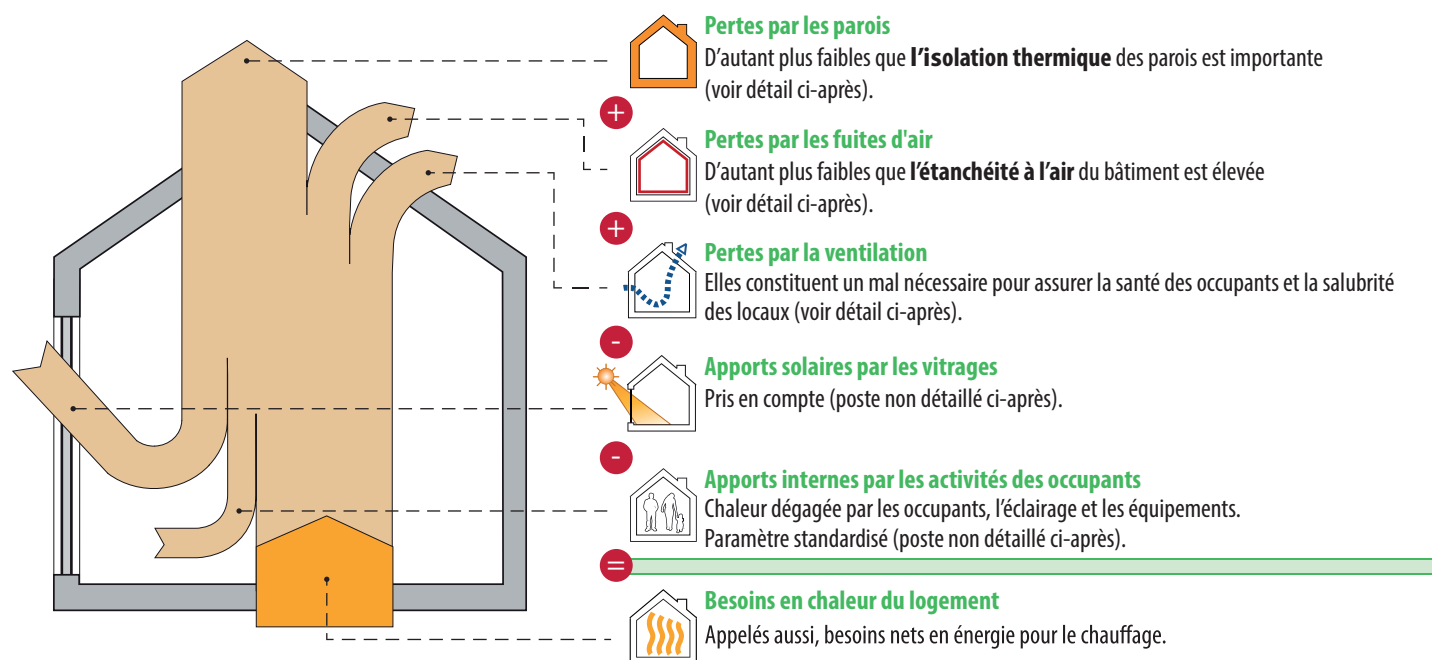 Pertes par les parois
D'autant plus faibles que l'isolation thermique des parois est importante
(voir détail ci-après).
+
Pertes par les fuites d'air
D'autant plus faibles que l'étanchéité à l'air du bâtiment est élevée
(voir détail ci-après).
+
Pertes par la ventilation
Elles constituent un mal nécessaire pour assurer la santé des occupants et la salubrité
des locaux (voir détail ci-après).
-
Apports solaires par les vitrages
Pris en compte (poste non détaillé ci-après).
-
Apports internes par les activités des occupants
Chaleur dégagée par les occupants, l'éclairage et les équipements.
Paramètre standardisé (poste non détaillé ci-après).
=
Besoins en chaleur du logement
Appelés aussi, besoins nets en énergie pour le chauffage.